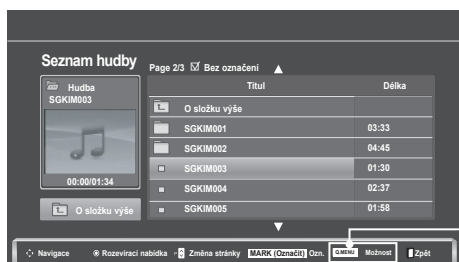 Seznam hudby
Page 2/3 ☑ Bez označení ▲
Hudba
SGKIM003
00:00/01:34
O složku výše
Titul Délka
O složku výše
SGKIM001 03:33
SGKIM002 04:45
SGKIM003 01:30
SGKIM004 02:37
SGKIM005 01:58
▼
Navigace Rozevírací nabídka P Změna stránky MARK (Označit) Ozn. Q.MENU Možnost Zpět